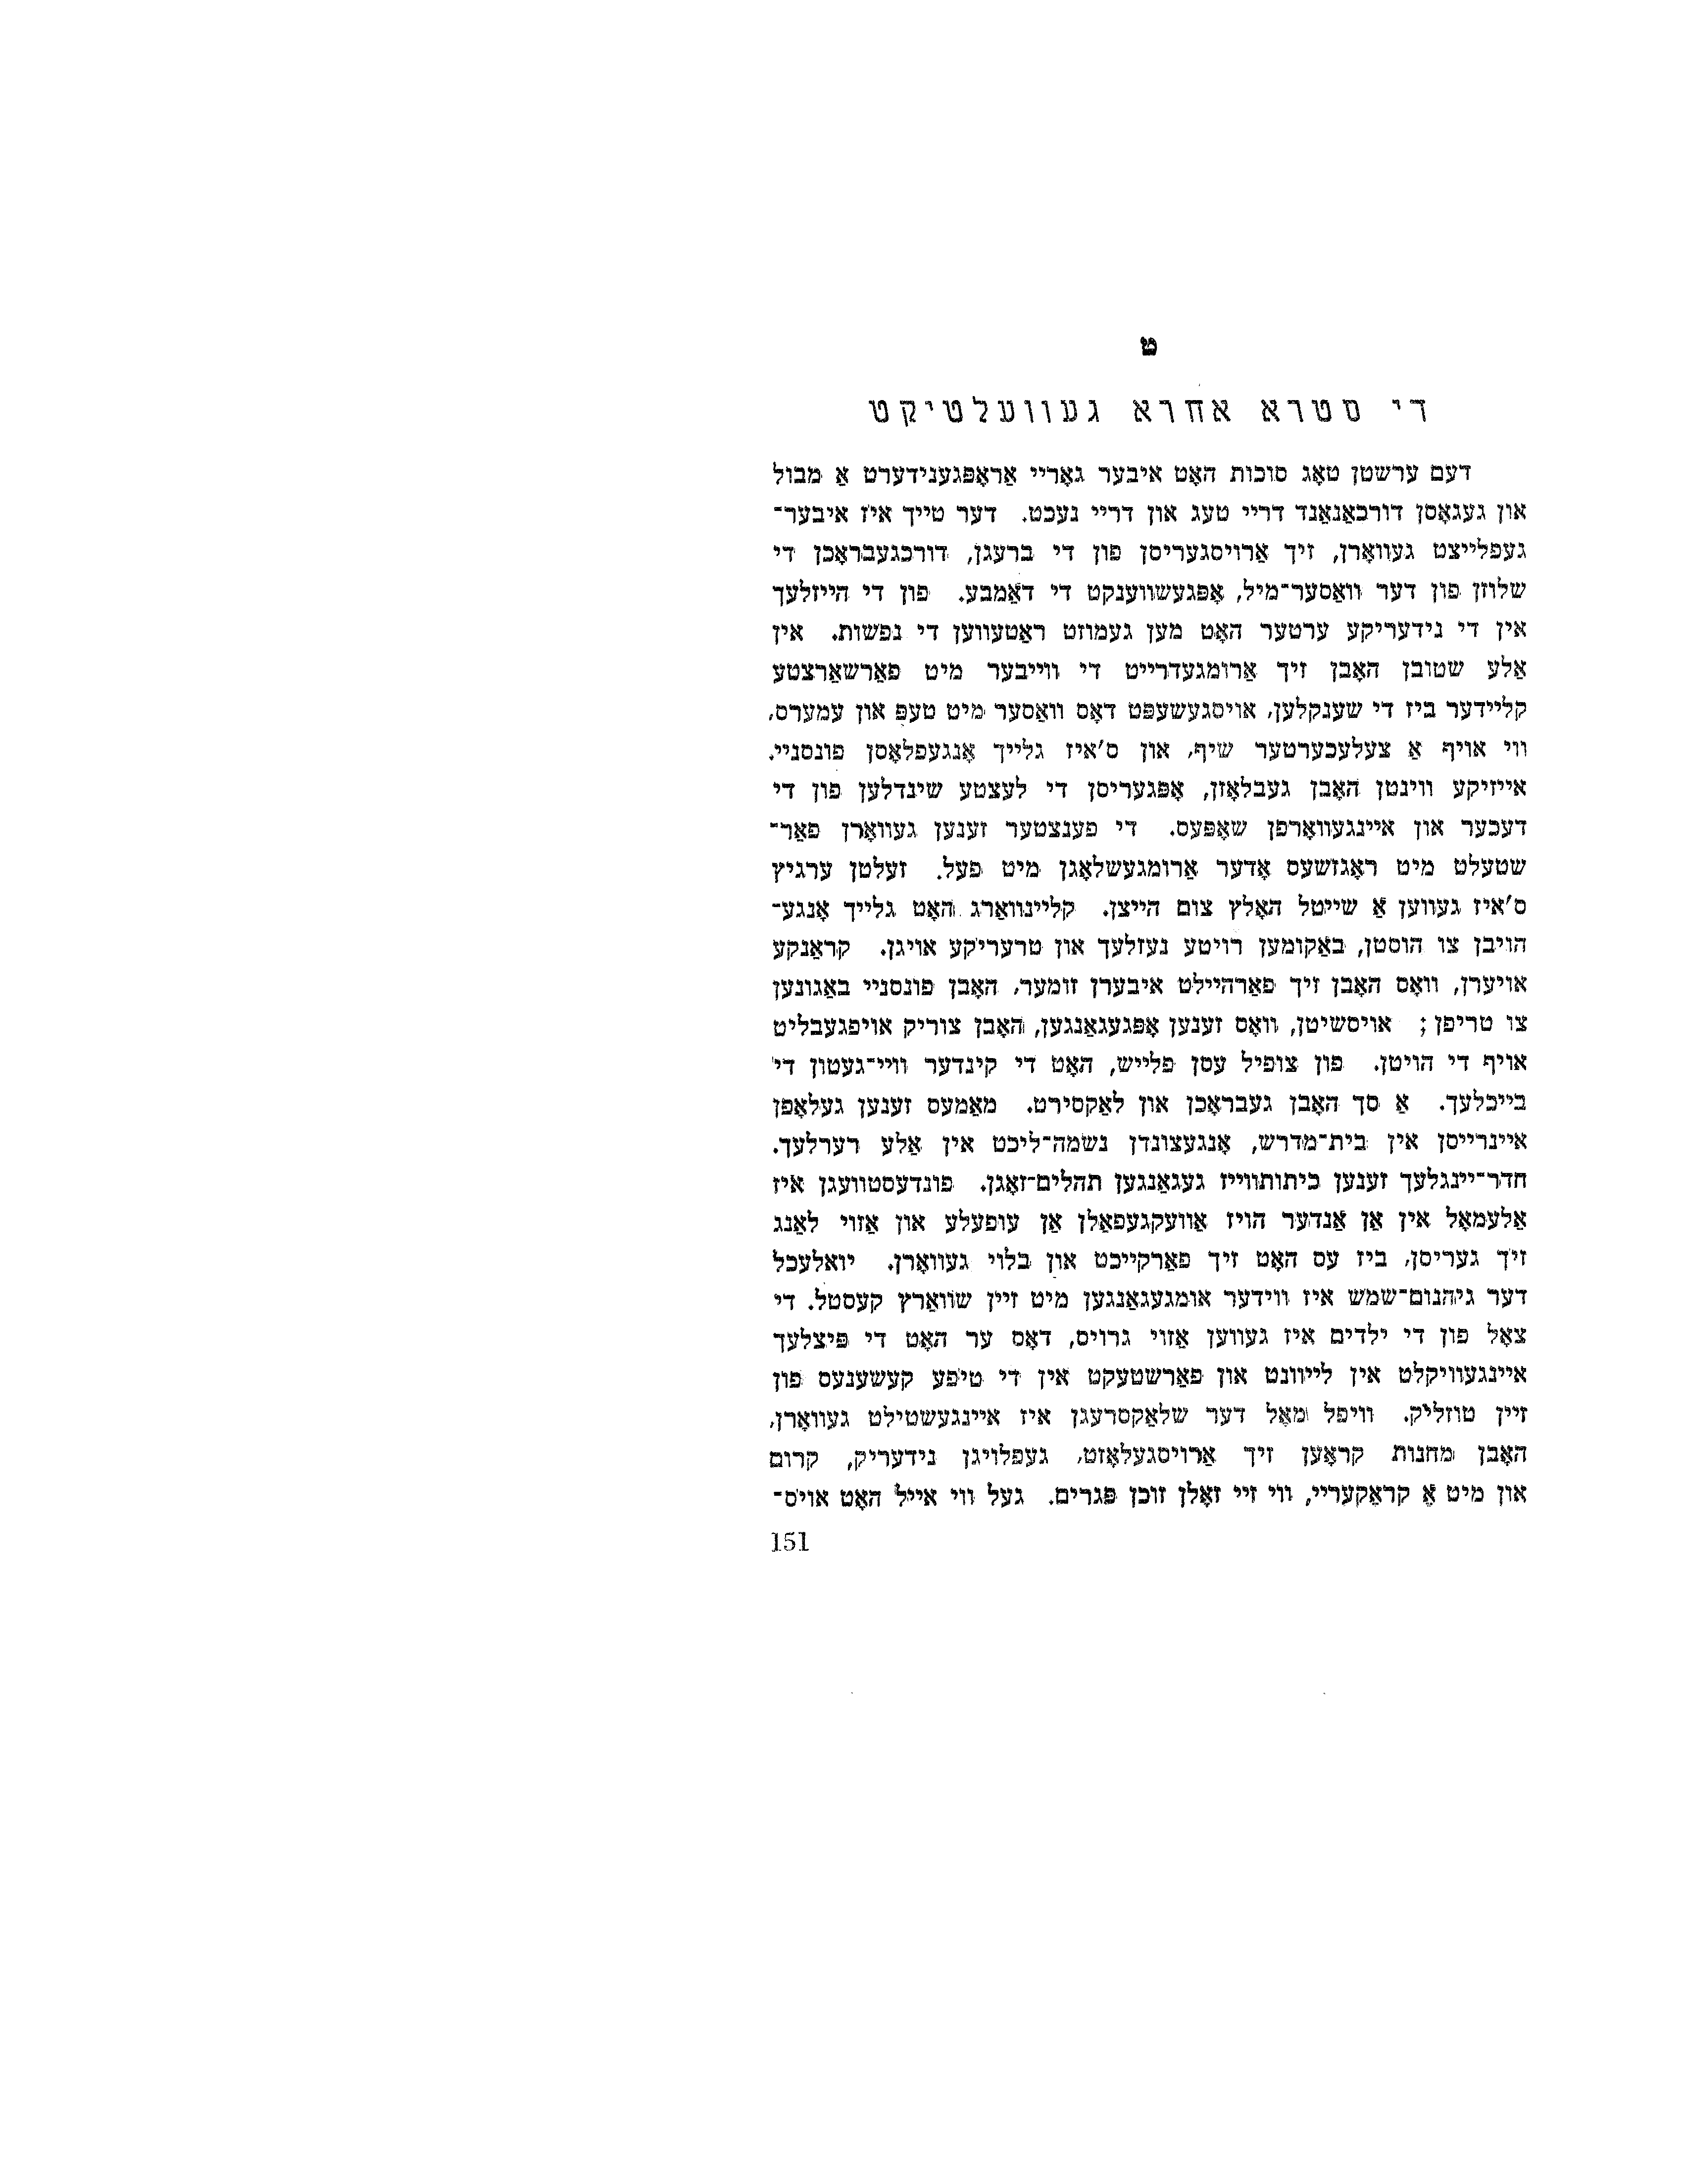 ט
די סטרא אחרא געוועלטיקט
דעם ערשטן טאָג סוכות האָט איבער גאָריי אַראָפּגענידערט אַ מבול
און געגאָסן דורכאַנאַנד דריי טעג און דריי נעכט. דער טייך איז איבער־
געפלייצט געוואָרן, זיך אַרויסגעריסן פון די ברעגן, דורכגעבראָכן די
שלוזן פון דער וואַסער־מיל, אָפּגעשווענקט די דאַמבע. פון די הייזלעך
אין די נידעריקע ערטער האָט מען געמוזט ראַטעווען די נפשות. אין
אַלע שטובן האָבן זיך אַרומגעדרייט די ווייבער מיט פאַרשאַרצטע
קליידער ביז די שענקלען, אויסגעשעפּט דאָס וואַסער מיט טעפּ און עמערס,
ווי אויף אַ צעלעכערטער שיף, און ס'איז גלייך אָנגעפלאָסן פונסניי.
אייזיקע ווינטן האָבן געבלאָזן, אָפּגעריסן די לעצטע שינדלען פון די
דעכער און איינגעוואָרפן שאָפּעס. די פענצטער זענען געוואָרן פאַר־
שטעלט מיט ראָגאָזשעס אָדער אַרומגעשלאָגן מיט פעל. זעלטן ערגיץ
ס'איז געווען אַ שייטל האָלץ צום הייצן. קליינוואַרג האָט גלייך אָנגע־
הויבן צו הוסטן, באַקומען רויטע נעזלעך און טרעריקע אויגן. קראַנקע
אויערן, וואָס האָבן זיך פאַרהיילט איבערן זומער, האָבן פונסניי באַגונען
צו טריפן; אויסשיטן, וואָס זענען אָפּגעגאַנגען, האָבן צוריק אויפגעבליט
אויף די הויטן. פון צופיל עסן פלייש, האָט די קינדער וויי־געטון די
בייכלעך. אַ סך האָבן געבראָכן און לאַקסירט. מאַמעס זענען געלאָפן
איינרייסן אין בית־מדרש, אָנגעצונדן נשמה־ליכט אין אַלע רערלעך.
חדר־יינגלעך זענען כיתותווייז געגאַנגען תהלים־זאָגן. פונדעסטוועגן איז
אַלעמאָל אין אַן אַנדער הויז אַוועקגעפאַלן אַן עופעלע און אַזוי לאַנג
זיך געריסן, ביז עס האָט זיך פאַרקייכט און בלוי געוואָרן. יואלעכל
דער גיהנום־שמש איז ווידער אומגעגאַנגען מיט זיין שוואַרץ קעסטל. די
צאָל פון די ילדים איז געווען אַזוי גרויס, דאָס ער האָט די פּיצלעך
איינגעוויקלט אין לייוונט און פאַרשטעקט אין די טיפע קעשענעס פון
זיין טוזליק. וויפל מאָל דער שלאַקסרעגן איז איינגעשטילט געוואָרן,
האָבן מחנות קראָען זיך אַרויסגעלאָזט, געפלויגן נידעריק, קרום
און מיט אַ קראַקעריי, ווי זיי זאָלן זוכן פּגרים. געל ווי אייל האָט אויס־
151